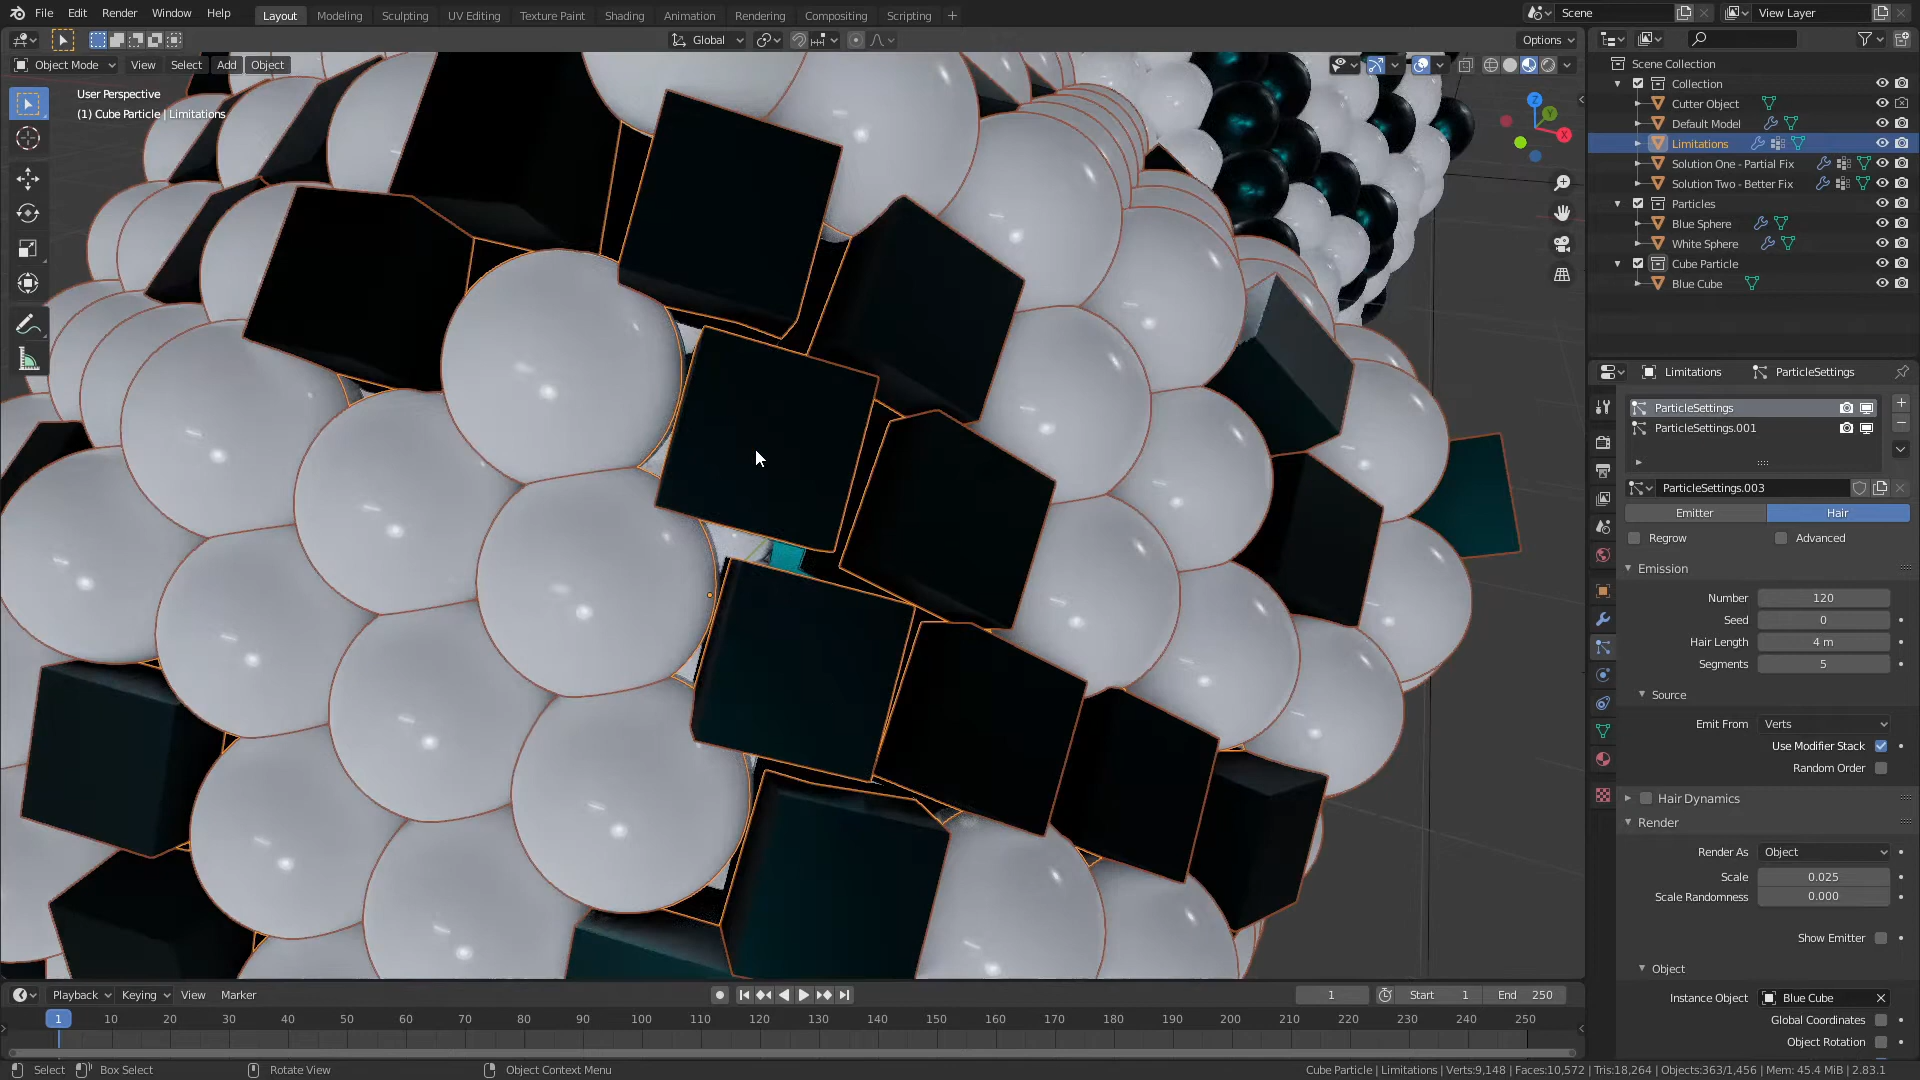 File Edit Render Window Help
Layout Modeling Sculpting UV Editing Texture Paint Shading Animation Rendering Compositing Scripting +
Scene
View Layer
Global
Options
Object Mode View Select Add Object
User Perspective
(1) Cube Particle | Limitations
Z
Y
X
Scene Collection
Collection
Cutter Object
Default Model
Limitations
Solution One - Partial Fix
Solution Two - Better Fix
Particles
Blue Sphere
White Sphere
Cube Particle
Blue Cube
Limitations ParticleSettings
ParticleSettings
ParticleSettings.001
ParticleSettings.003
Emitter Hair
Regrow Advanced
Emission
Number 120
Seed 0
Hair Length 4 m
Segments 5
Source
Emit From Verts
Use Modifier Stack
Random Order
Hair Dynamics
Render
Render As Object
Scale 0.025
Scale Randomness 0.000
Show Emitter
Object
Instance Object Blue Cube
Global Coordinates
Object Rotation
Playback Keying View Marker
1 Start 1 End 250
1 10 20 30 40 50 60 70 80 90 100 110 120 130 140 150 160 170 180 190 200 210 220 230 240 250
Select Box Select Rotate View Object Context Menu
Cube Particle | Limitations | Verts:9,148 | Faces:10,572 | Tris:18,264 | Objects:363/1,456 | Mem: 45.4 MiB | 2.83.1